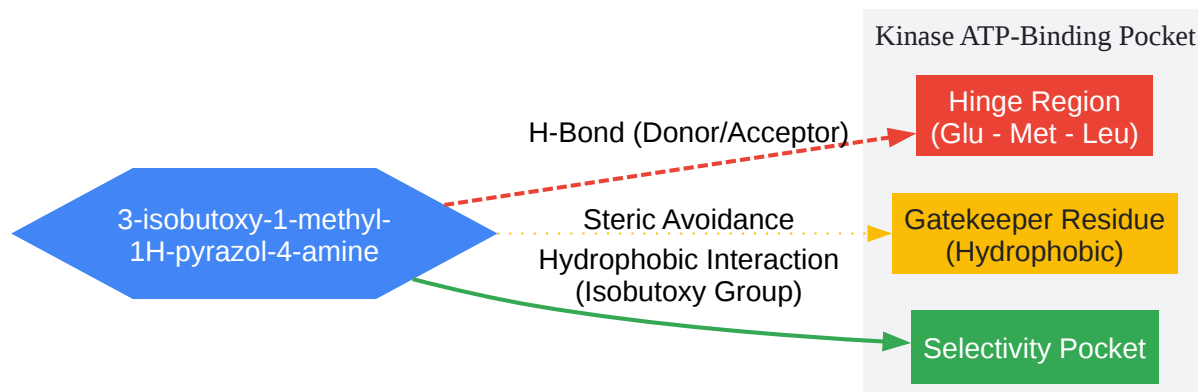 Kinase ATP-Binding Pocket
Hinge Region
(Glu - Met - Leu)
H-Bond (Donor/Acceptor)
3-isobutoxy-1-methyl-
1H-pyrazol-4-amine
Steric Avoidance
Gatekeeper Residue
(Hydrophobic)
Hydrophobic Interaction
(Isobutoxy Group)
Selectivity Pocket